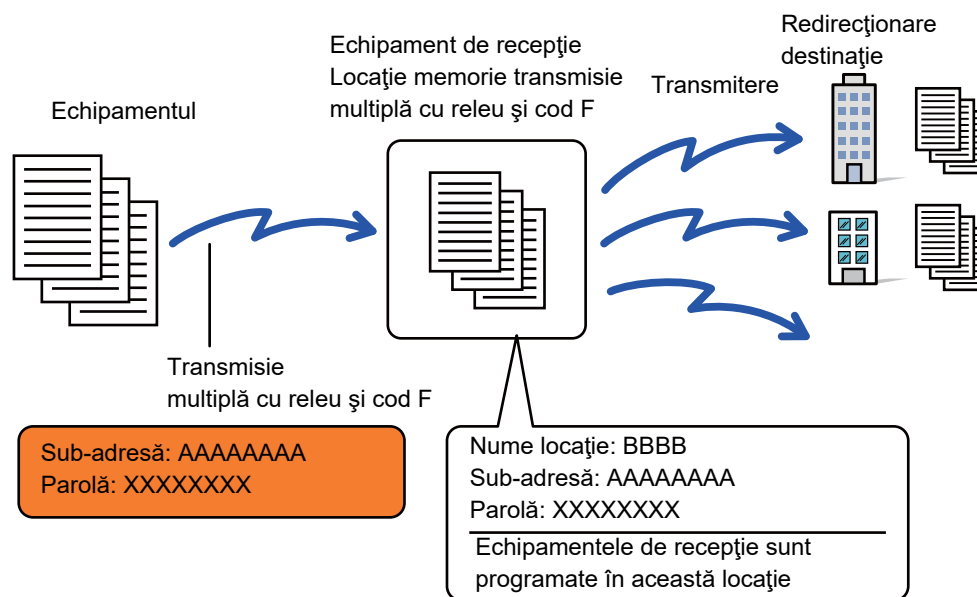 Echipamentul
Echipament de recepţie
Locaţie memorie transmisie
multiplă cu releu şi cod F
Transmitere
Redirecţionare
destinaţie
Transmisie
multiplă cu releu şi cod F
Sub-adresă: AAAAAAAA
Parolă: XXXXXXXX
Nume locaţie: BBBB
Sub-adresă: AAAAAAAA
Parolă: XXXXXXXX
Echipamentele de recepţie sunt
programate în această locaţie